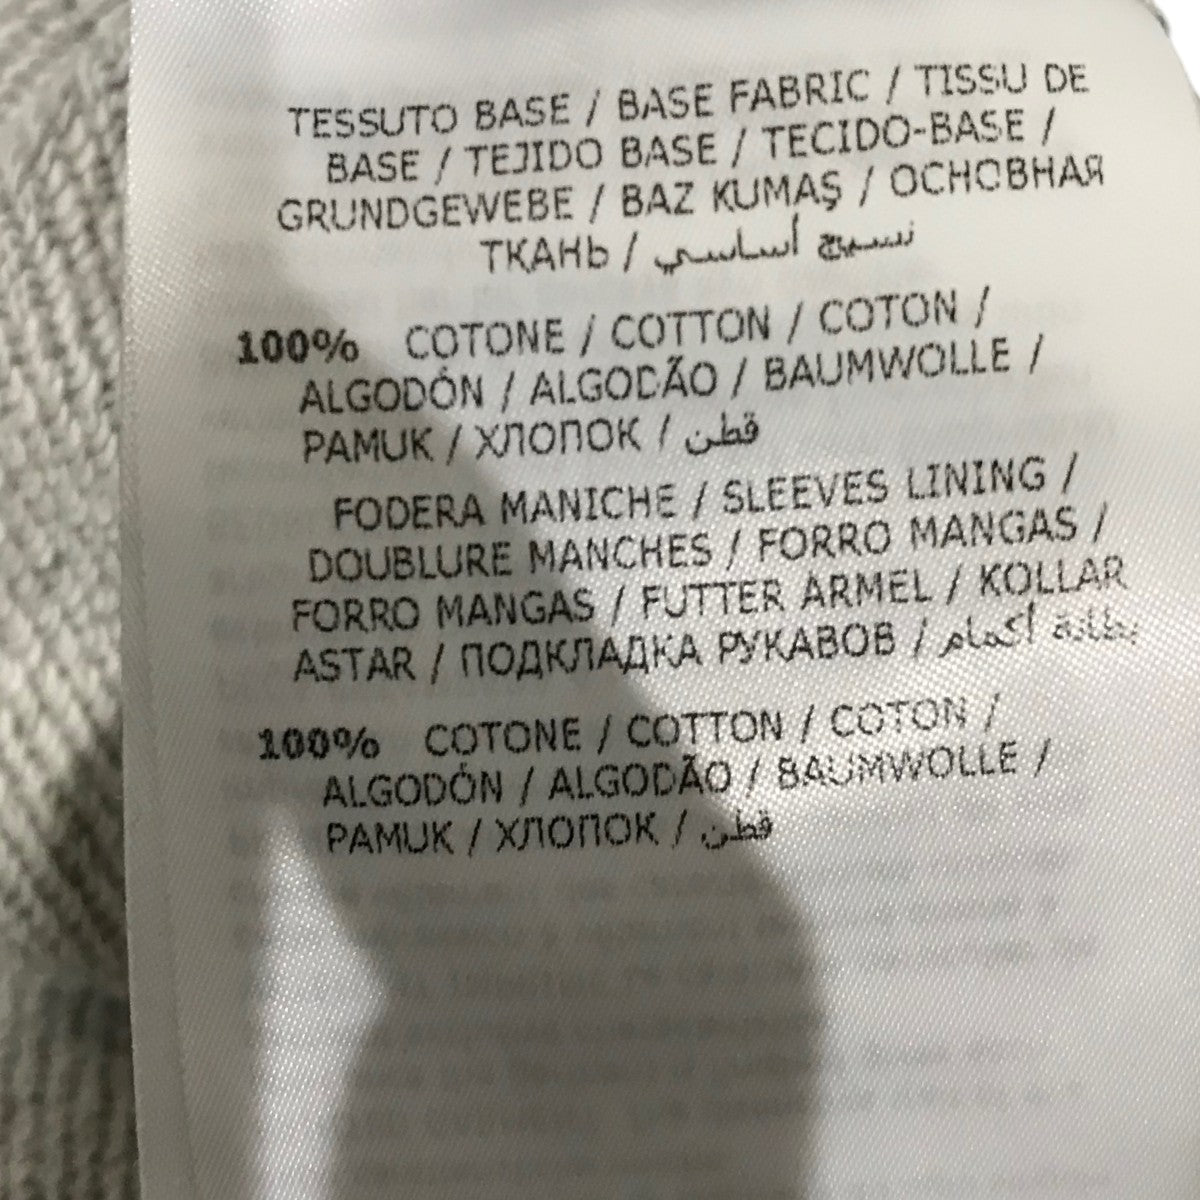 TESSUTO BASE / BASE FABRIC / TISSU DE
BASE / TEJIDO BASE / TECIDO-BASE /
GRUNDGEWEBE / BAZ KUMAŞ / ОСНОВНАЯ
ТКАНЬ / نسيج أساسي
100% COTONE / COTTON / COTON /
ALGODÓN / ALGODÃO / BAUMWOLLE /
PAMUK / ХЛОПОК / قطن
FODERA MANICHE / SLEEVES LINING /
DOUBLURE MANCHES / FORRO MANGAS /
FORRO MANGAS / FUTTER ARMEL / KOLLAR
ASTAR / ПОДКЛАДКА РУКАВОВ / بطانة أكمام
100% COTONE / COTTON / COTON /
ALGODÓN / ALGODÃO / BAUMWOLLE /
PAMUK / ХЛОПОК / قطن